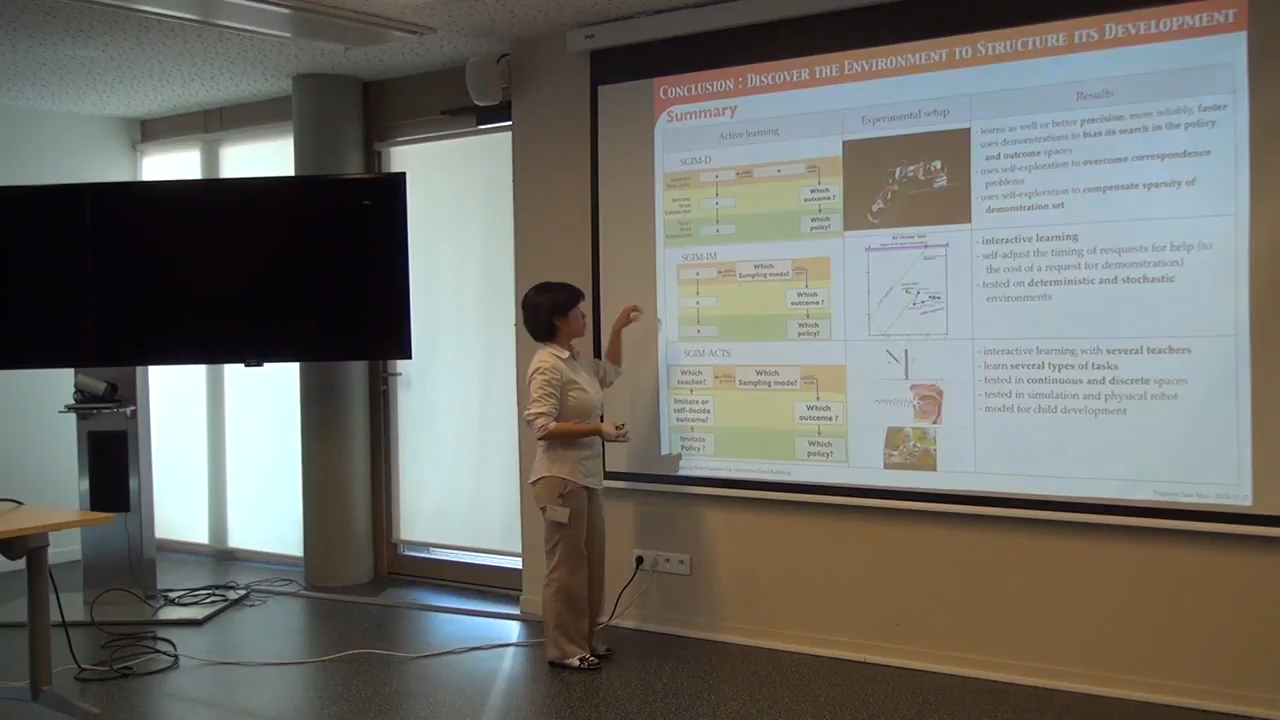 CONCLUSION : DISCOVER THE ENVIRONMENT TO STRUCTURE ITS DEVELOPMENT
Summary
Active learning
Experimental setup
Results
SGIM-D
x
x
x
x
Which outcome?
Which policy?
- learns as well or better precision, more reliably, faster
- uses demonstrations to bias its search in the policy
and outcome spaces
- uses self-exploration to overcome correspondence
problems
- uses self-exploration to compensate sparsity of
demonstration set
SGIM-IM
x
Which
Sampling mode?
x
Which
outcome ?
x
Which
policy?
- interactive learning
- self-adjust the timing of resquests for help (to
the cost of a request for demonstration)
- tested on deterministic and stochastic
environments
SGIM-ACTS
Which
teacher?
Which
Sampling mode?
Imitate or
self-decide
outcome?
Which
outcome ?
Imitate
Policy ?
Which
policy?
- interactive learning with several teachers
- learn several types of tasks
- tested in continuous and discrete spaces
- tested in simulation and physical robot
- model for child development